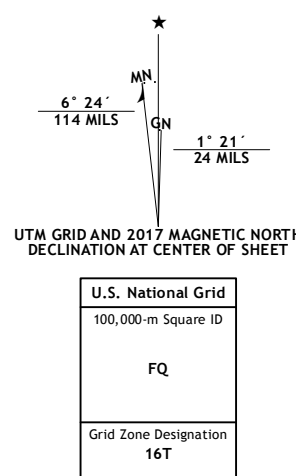 ★
MN.
GN
6° 24´
114 MILS
1° 21´
24 MILS
UTM GRID AND 2017 MAGNETIC NORTH
DECLINATION AT CENTER OF SHEET
U.S. National Grid
100,000-m Square ID
FQ
Grid Zone Designation
16T